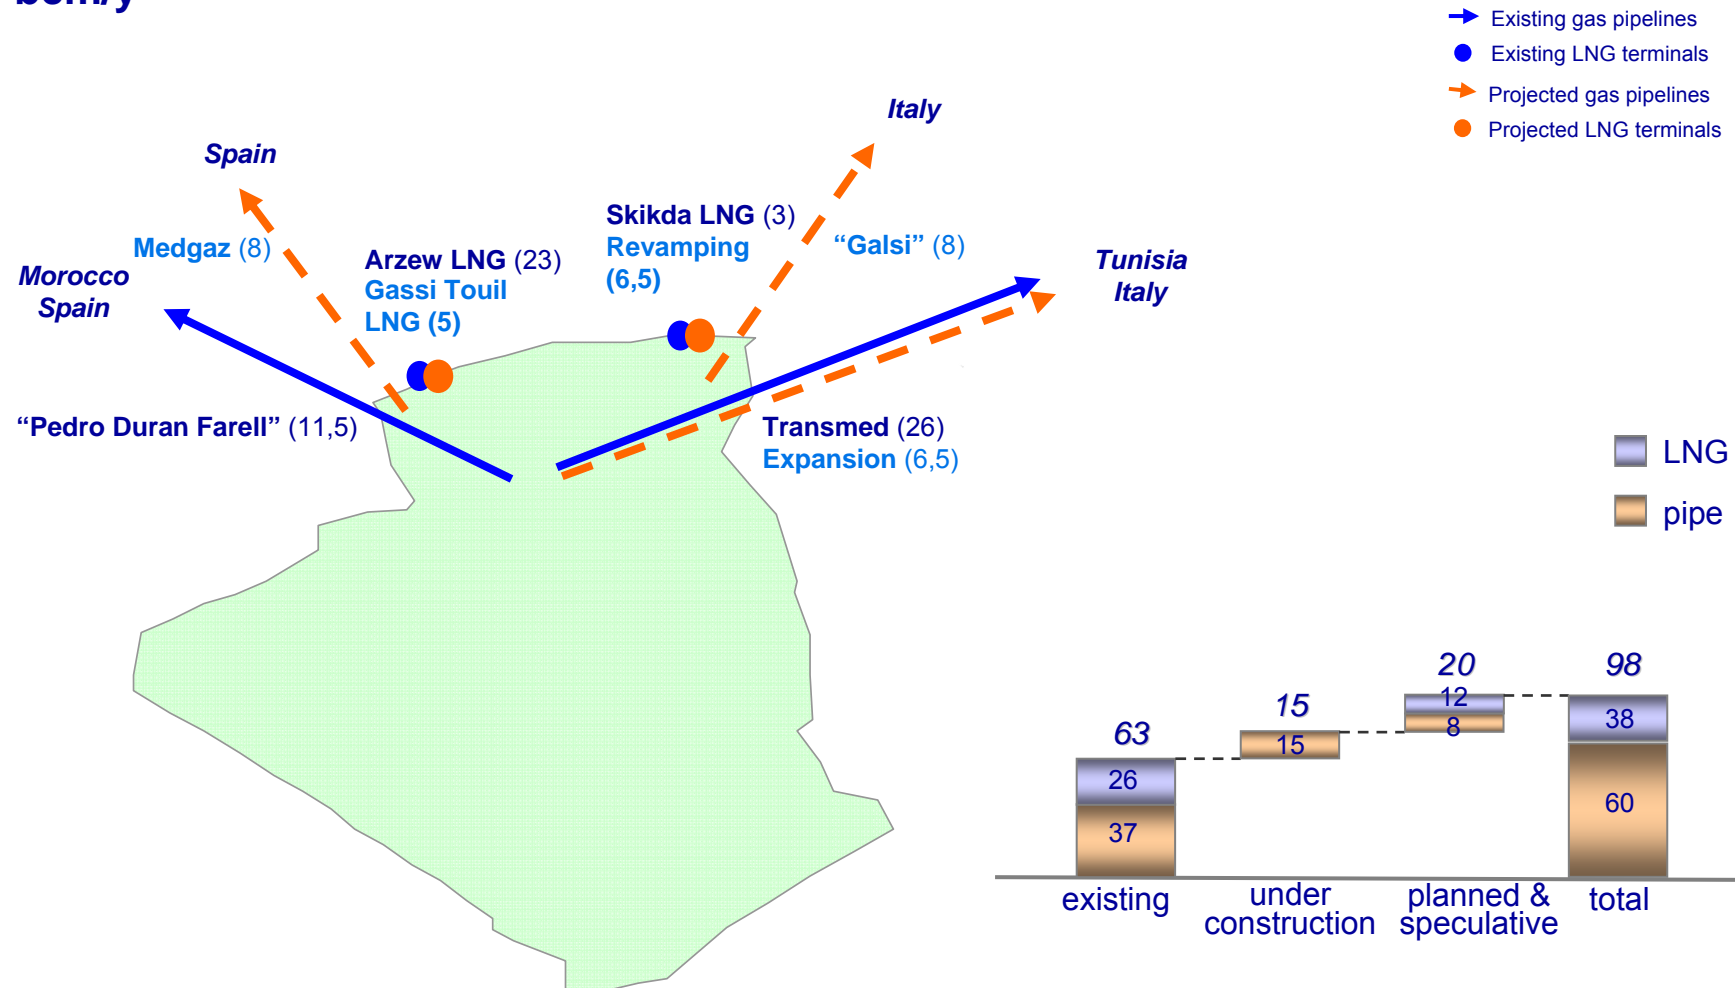 bcm/y
Existing gas pipelines
Existing LNG terminals
Projected gas pipelines
Projected LNG terminals
Italy
Spain
Skikda LNG (3)
Revamping
(6,5)
“Galsi” (8)
Medgaz (8)
Arzew LNG (23)
Gassi Touil
LNG (5)
Tunisia
Italy
Morocco
Spain
“Pedro Duran Farell” (11,5)
Transmed (26)
Expansion (6,5)
LNG
pipe
63
26
37
15
15
20
12
8
98
38
60
existing
under
construction
planned &
speculative
total